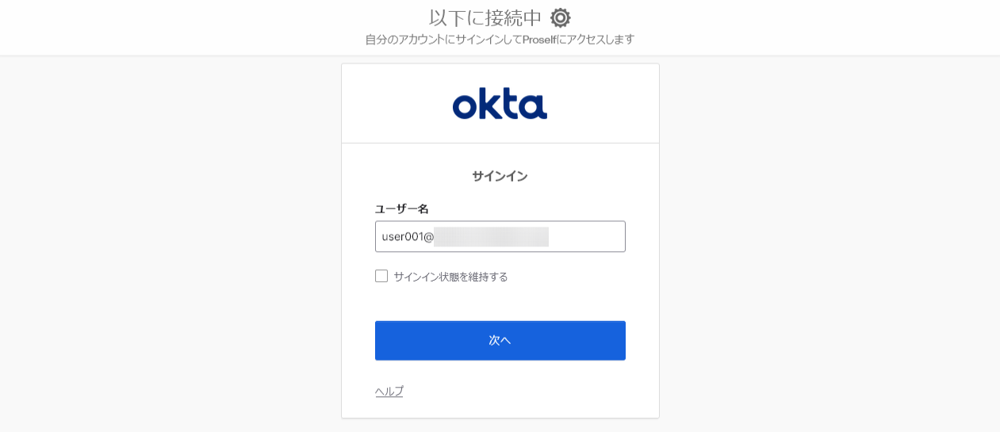 以下に接続中
自分のアカウントにサインインしてProselfにアクセスします
okta
サインイン
ユーザー名
user001@
サインイン状態を維持する
次へ
ヘルプ